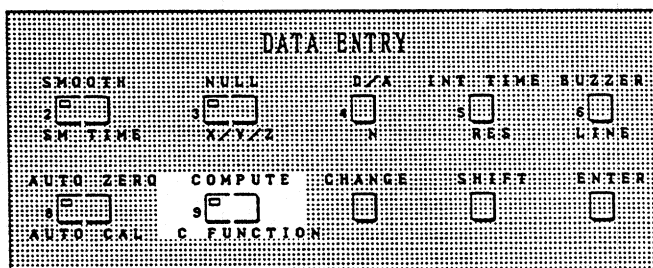 DATA ENTRY
SMOOTH NULL D/A INT TIME BUZZER
2 3 4 5 6
SM TIME X/Y/Z N RES LINE
AUTO ZERO COMPUTE CHANGE SHIFT ENTER
8 9
AUTO CAL C FUNCTION